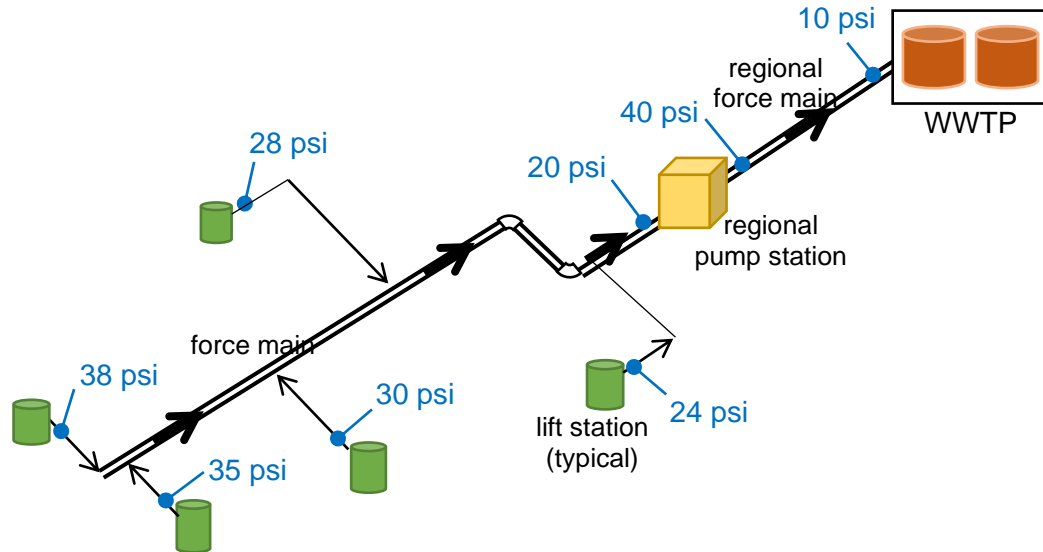 10 psi
regional
force main
WWTP
40 psi
28 psi
20 psi
regional
pump station
force main
38 psi
30 psi
24 psi
lift station
(typical)
35 psi